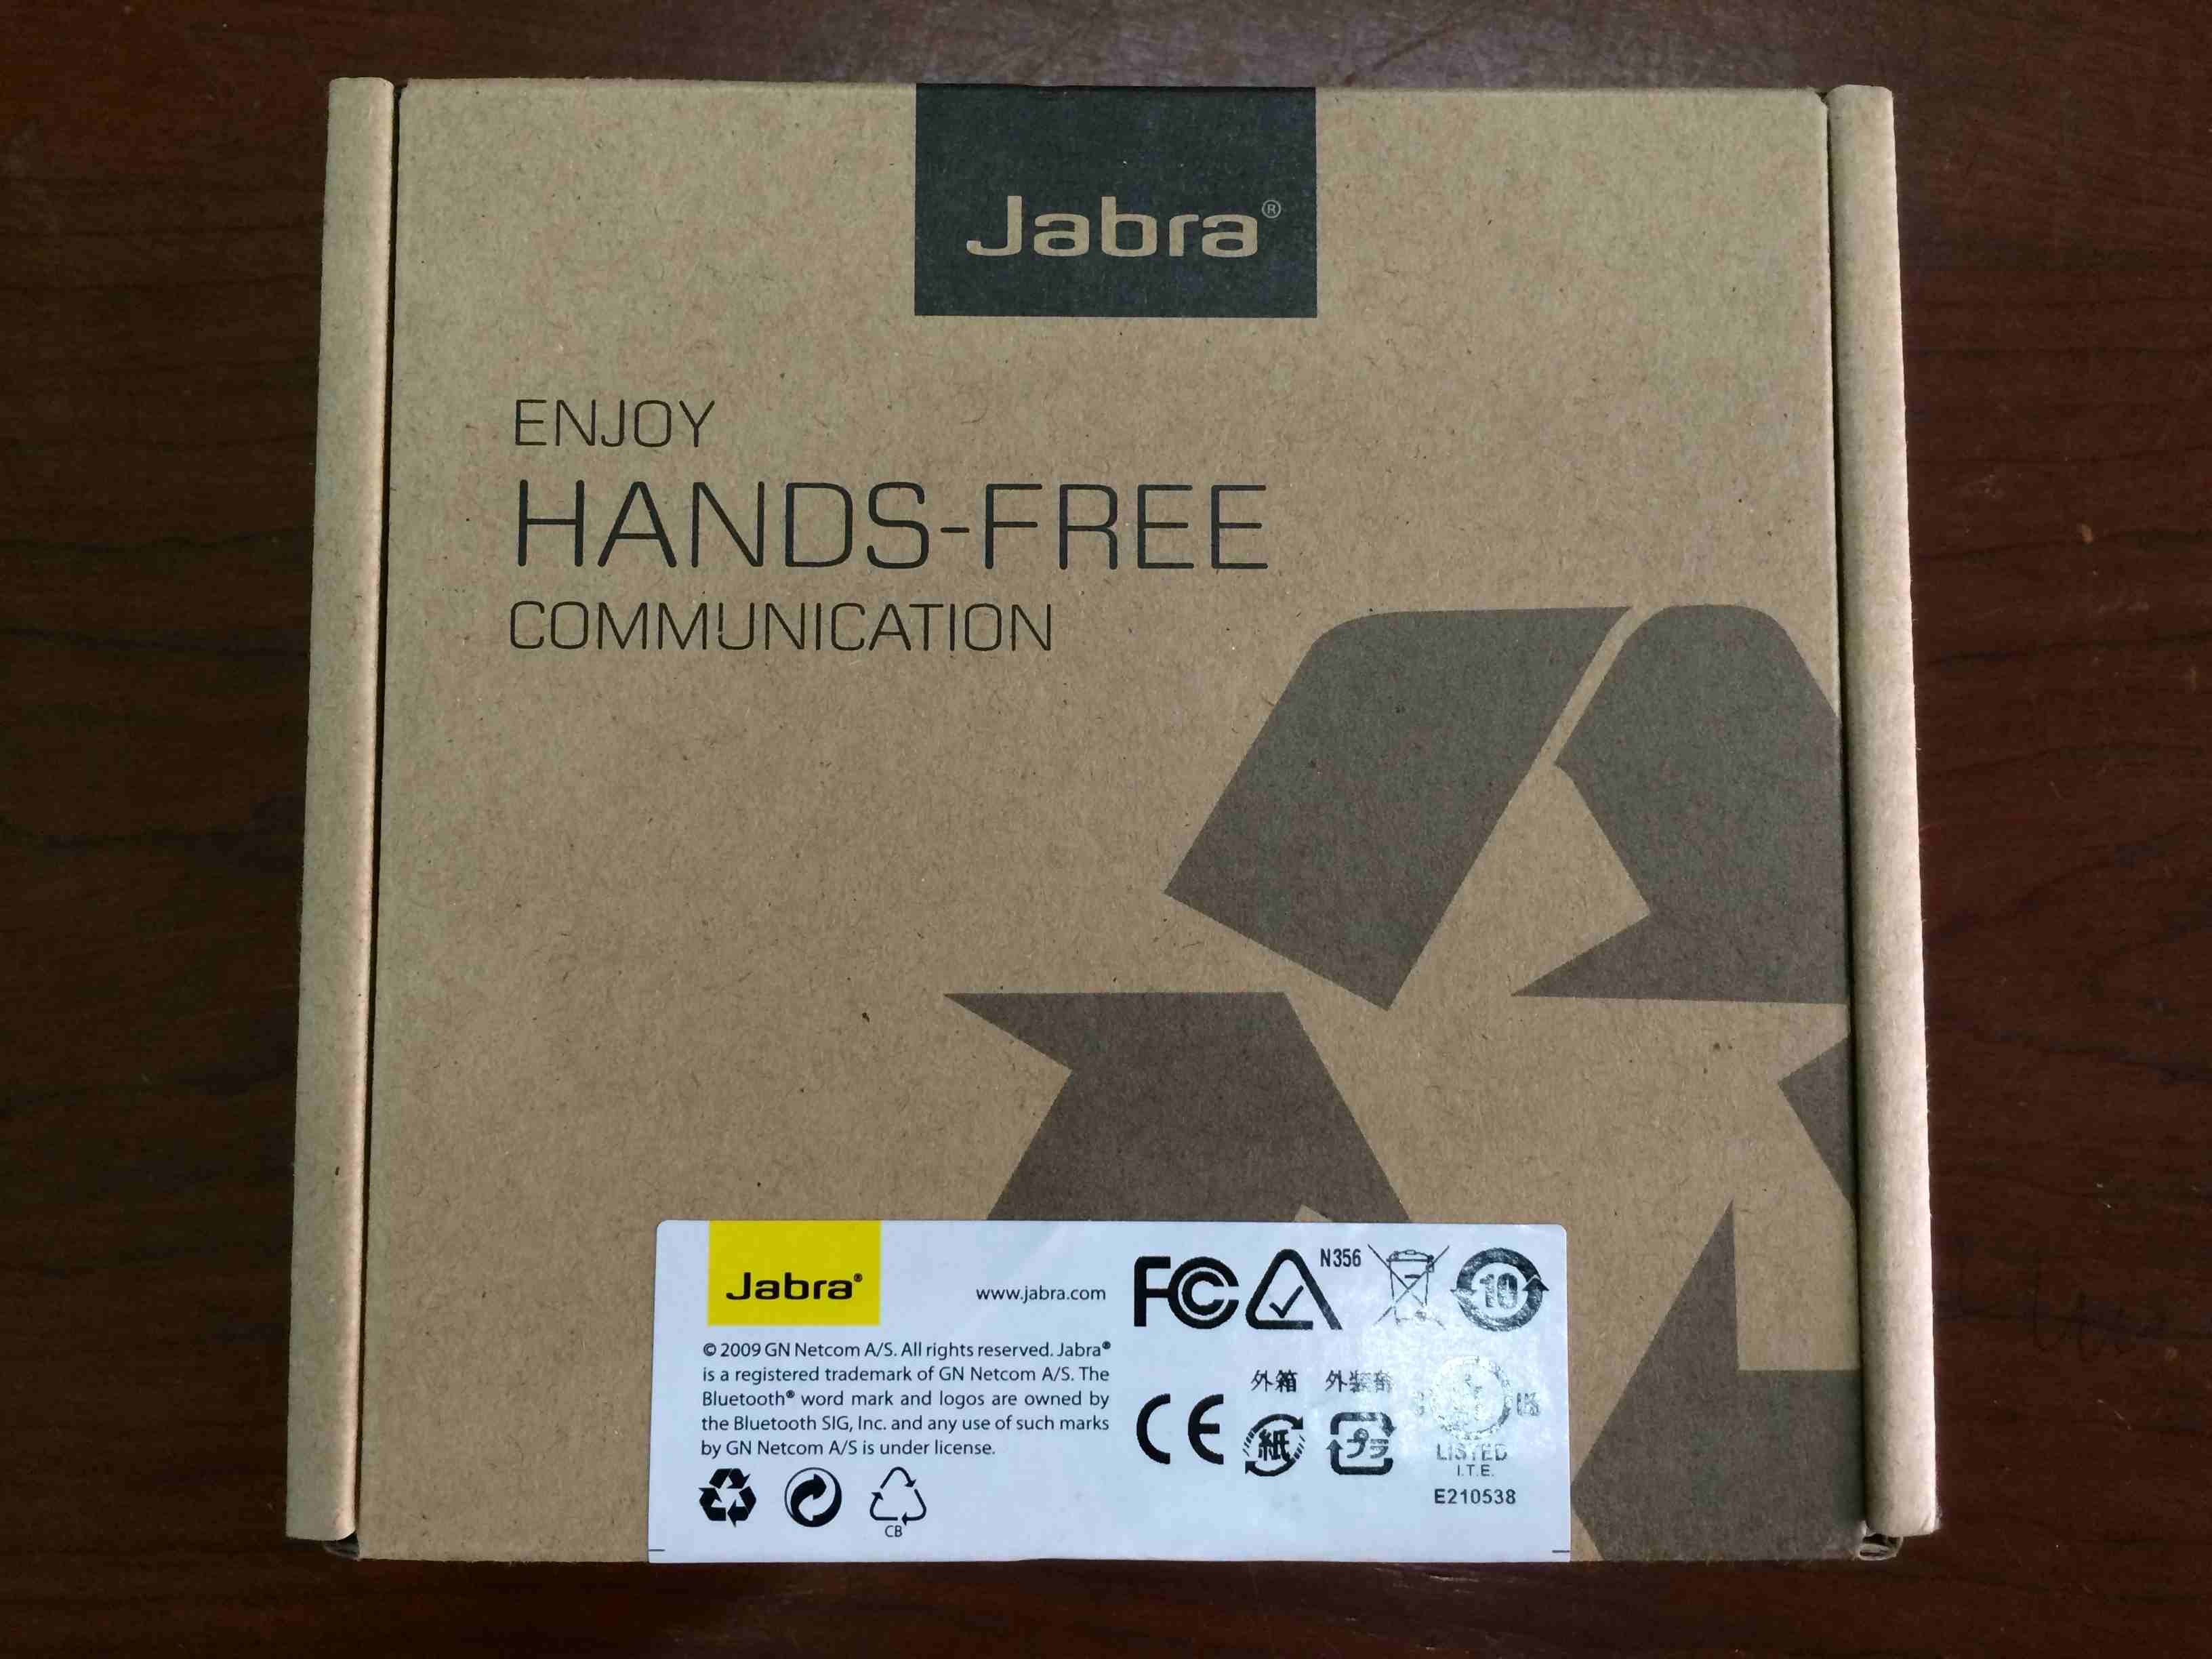 Jabra®
ENJOY
HANDS-FREE
COMMUNICATION
Jabra®
www.jabra.com
© 2009 GN Netcom A/S. All rights reserved. Jabra®
is a registered trademark of GN Netcom A/S. The
Bluetooth® word mark and logos are owned by
the Bluetooth SIG, Inc. and any use of such marks
by GN Netcom A/S is under license.
CB
FC
N356
10
CE
外箱
紙
プラ
LISTED
I.T.E.
E210538